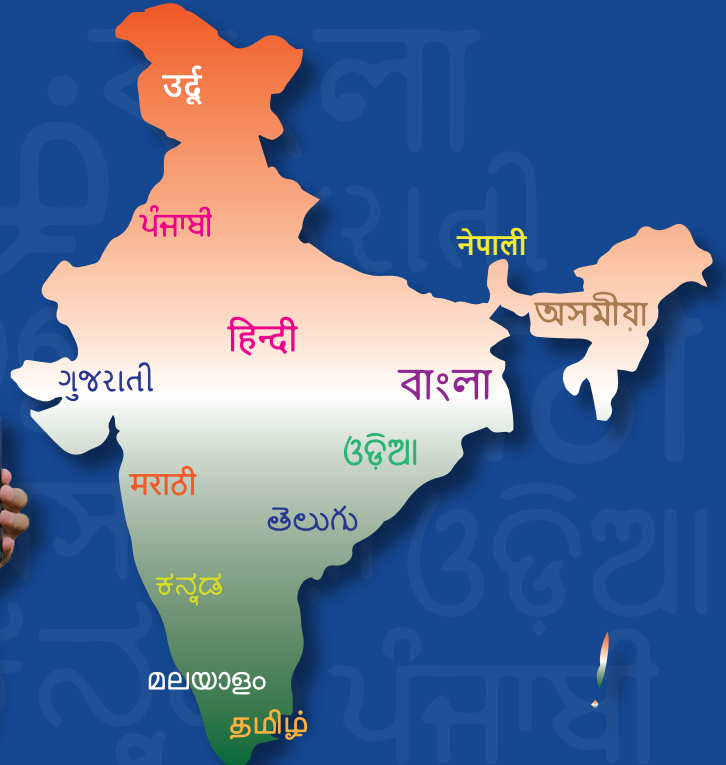 उर्दू
ਪੰਜਾਬੀ
नेपाली
অসমীয়া
हिन्दी
ગુજરાતી
বাংলা
ଓଡ଼ିଆ
मराठी
తెలుగు
ಕನ್ನಡ
മലയാളം
தமிழ்